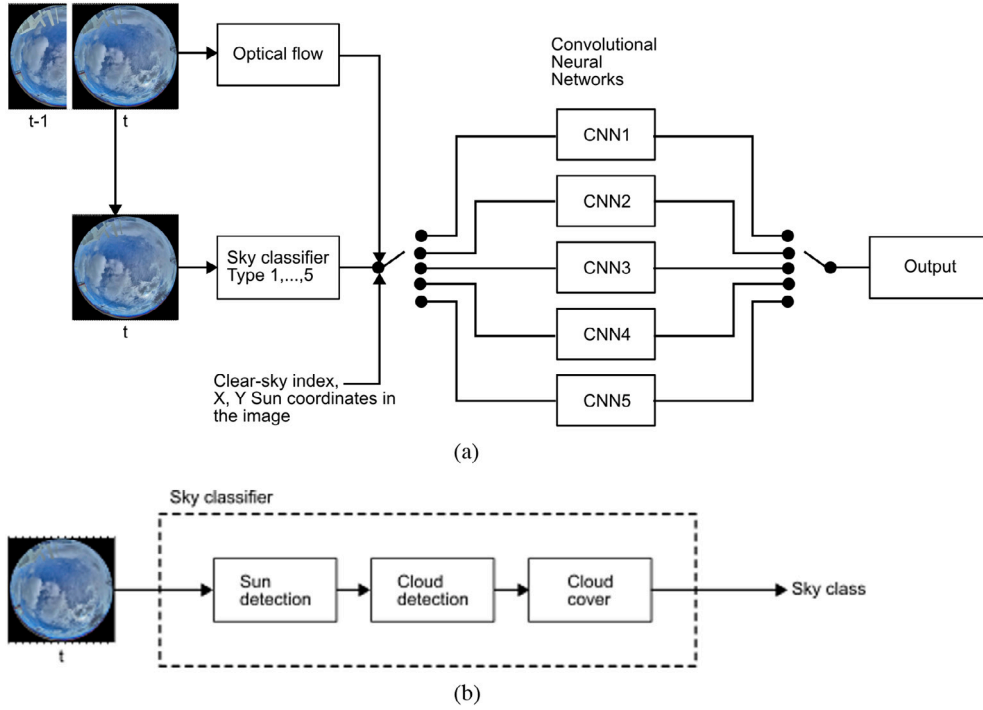 t-1
t
Optical flow
Convolutional
Neural
Networks
CNN1
CNN2
CNN3
CNN4
CNN5
Sky classifier
Type 1,...,5
t
Output
Clear-sky index,
X, Y Sun coordinates in
the image
(a)
Sky classifier
Sun
detection
Cloud
detection
Cloud
cover
Sky class
t
(b)